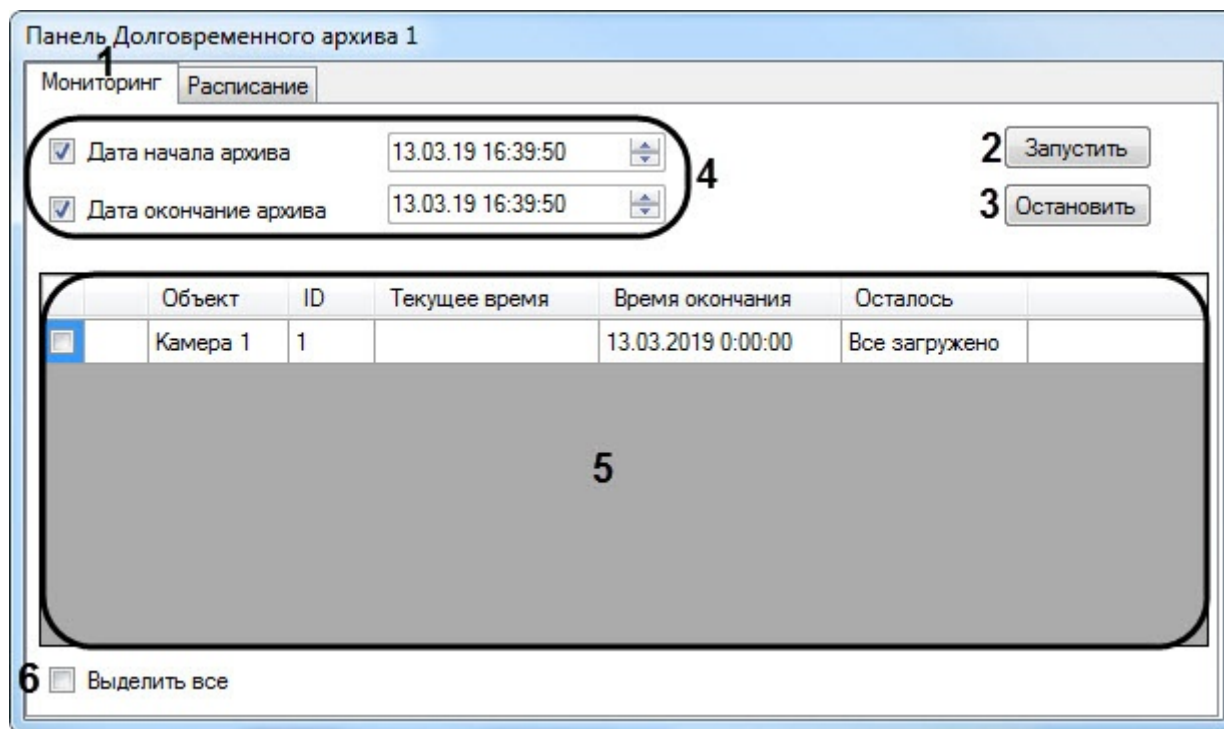 Панель Долговременного архива 1
1
Мониторинг Расписание
Дата начала архива 13.03.19 16:39:50 2 Запустить
4
Дата окончание архива 13.03.19 16:39:50 3 Остановить
Объект ID Текущее время Время окончания Осталось
Камера 1 1 13.03.2019 0:00:00 Все загружено
5
6 Выделить все